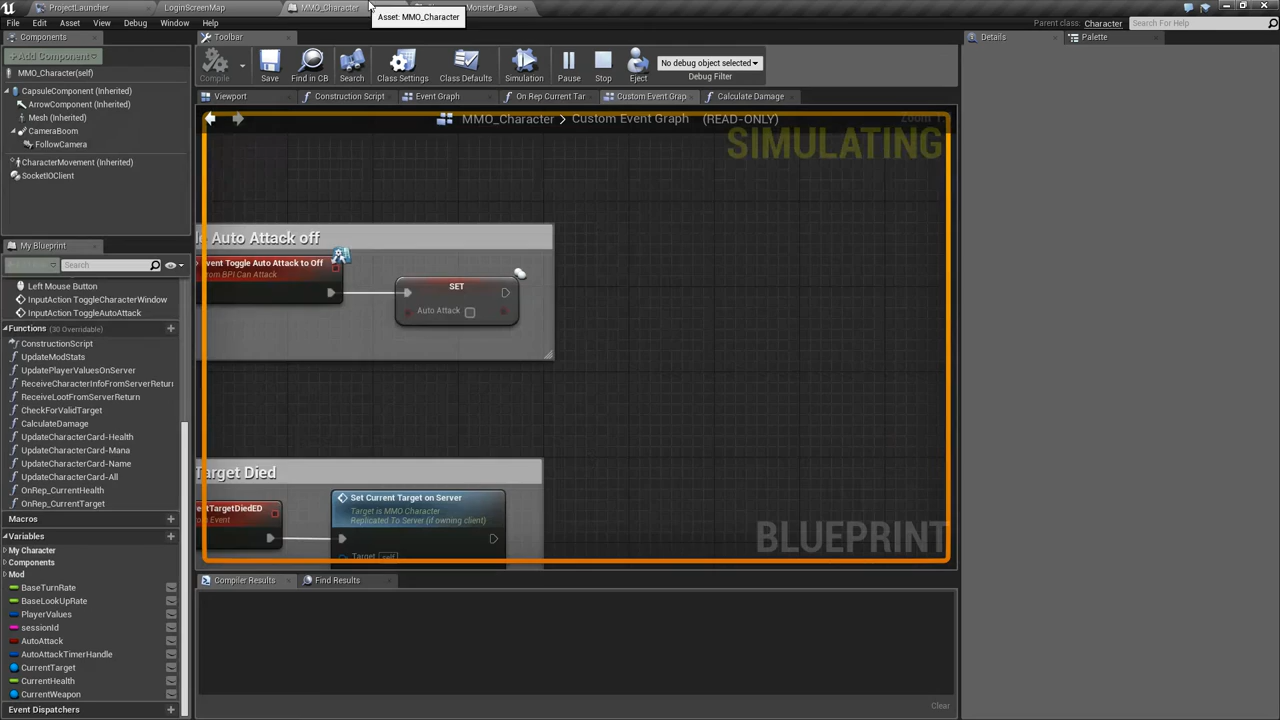 ProjectLauncher
LoginScreenMap
MMO_Character
Monster_Base
Asset: MMO_Character
File
Edit
Asset
View
Debug
Window
Help
Parent class: Character
Search For Help
Components
Toolbar
Details
Palette
Add Component
MMO_Character(self)
CapsuleComponent (Inherited)
ArrowComponent (Inherited)
Mesh (Inherited)
CameraBoom
FollowCamera
CharacterMovement (Inherited)
SocketIOClient
Compile
Save
Find in CB
Search
Class Settings
Class Defaults
Simulation
Pause
Stop
Eject
No debug object selected
Debug Filter
Viewport
Construction Script
Event Graph
On Rep Current Tar
Custom Event Grap
Calculate Damage
MMO_Character > Custom Event Graph (READ-ONLY)
SIMULATING
le Auto Attack off
vent Toggle Auto Attack to Off
rom BPI Can Attack
SET
Auto Attack
Target Died
entTargetDiedED
Event
Set Current Target on Server
Target is MMO Character
Replicated To Server (if owning client)
Target self
BLUEPRINT
My Blueprint
Search
Left Mouse Button
InputAction ToggleCharacterWindow
InputAction ToggleAutoAttack
Functions (30 Overridable)
ConstructionScript
UpdateModStats
UpdatePlayerValuesOnServer
ReceiveCharacterInfoFromServerReturn
ReceiveLootFromServerReturn
CheckForValidTarget
CalculateDamage
UpdateCharacterCard-Health
UpdateCharacterCard-Mana
UpdateCharacterCard-Name
UpdateCharacterCard-All
OnRep_CurrentHealth
OnRep_CurrentTarget
Macros
Variables
My Character
Components
Mod
BaseTurnRate
BaseLookUpRate
PlayerValues
sessionId
AutoAttack
AutoAttackTimerHandle
CurrentTarget
CurrentHealth
CurrentWeapon
Event Dispatchers
Compiler Results
Find Results
Clear